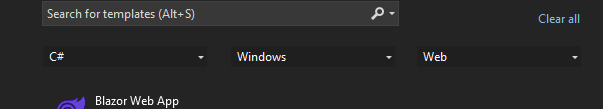 Search for templates (Alt+S)
Clear all
C# Windows Web
Blazor Web App